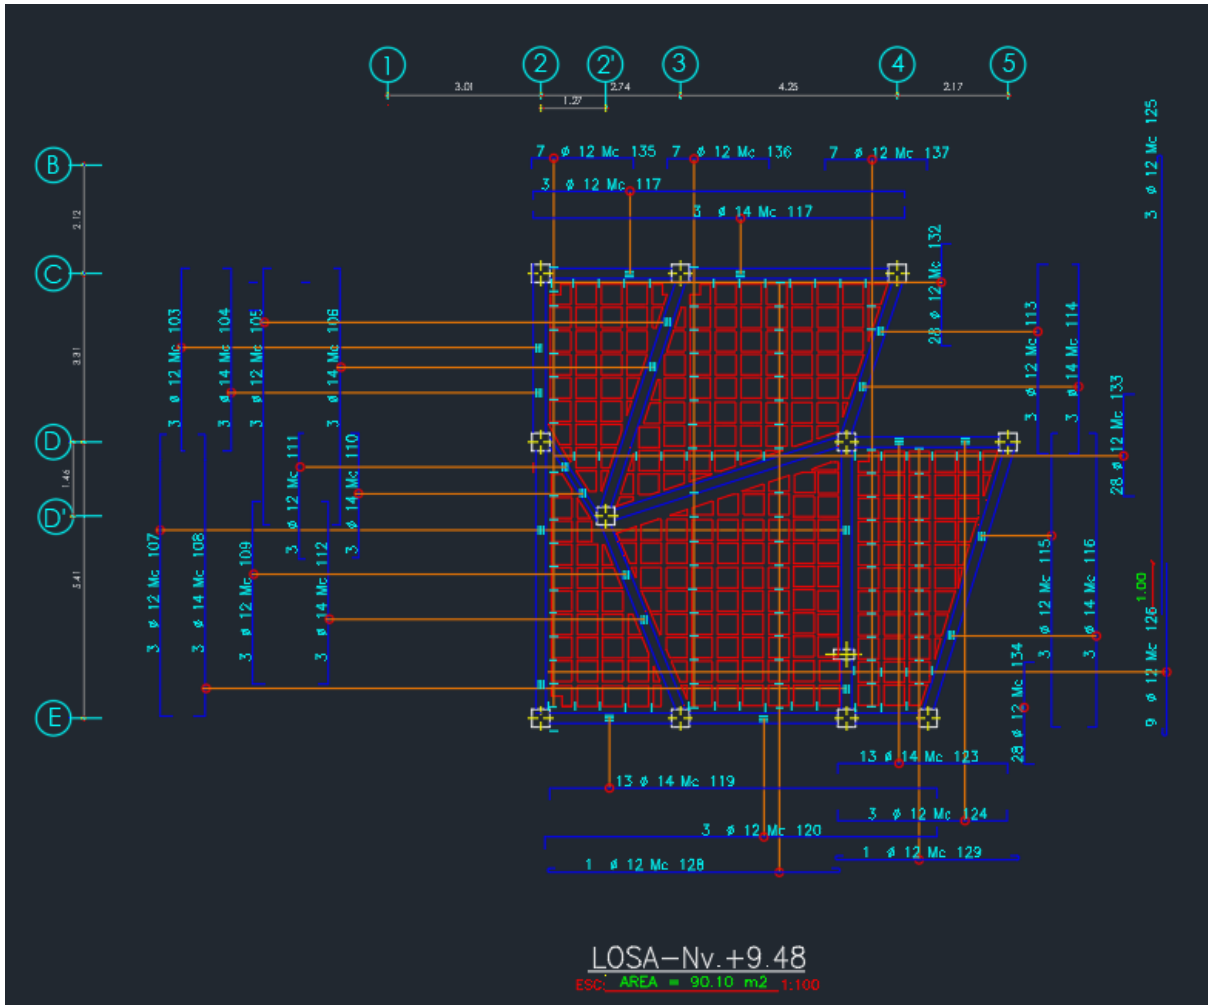 1
2
2'
3
4
5
3.01
2.74
4.25
2.17
1.27
B
C
D
D'
E
2.12
3.31
1.46
5.41
7 ø 12 Mc 135
7 ø 12 Mc 136
7 ø 12 Mc 137
3 ø 12 Mc 117
3 ø 14 Mc 117
3 ø 12 Mc 125
28 ø 12 Mc 132
3 ø 12 Mc 103
3 ø 14 Mc 104
3 ø 12 Mc 105
3 ø 14 Mc 106
3 ø 12 Mc 113
3 ø 14 Mc 114
28 ø 12 Mc 133
3 ø 12 Mc 111
3 ø 14 Mc 110
3 ø 12 Mc 107
3 ø 14 Mc 108
3 ø 12 Mc 109
3 ø 14 Mc 112
3 ø 12 Mc 115
3 ø 14 Mc 116
1.00
9 ø 12 Mc 126
28 ø 12 Mc 134
13 ø 14 Mc 123
13 ø 14 Mc 119
3 ø 12 Mc 124
3 ø 12 Mc 120
1 ø 12 Mc 129
1 ø 12 Mc 128
LOSA-Nv.+9.48
ESC: AREA = 90.10 m2 1:100